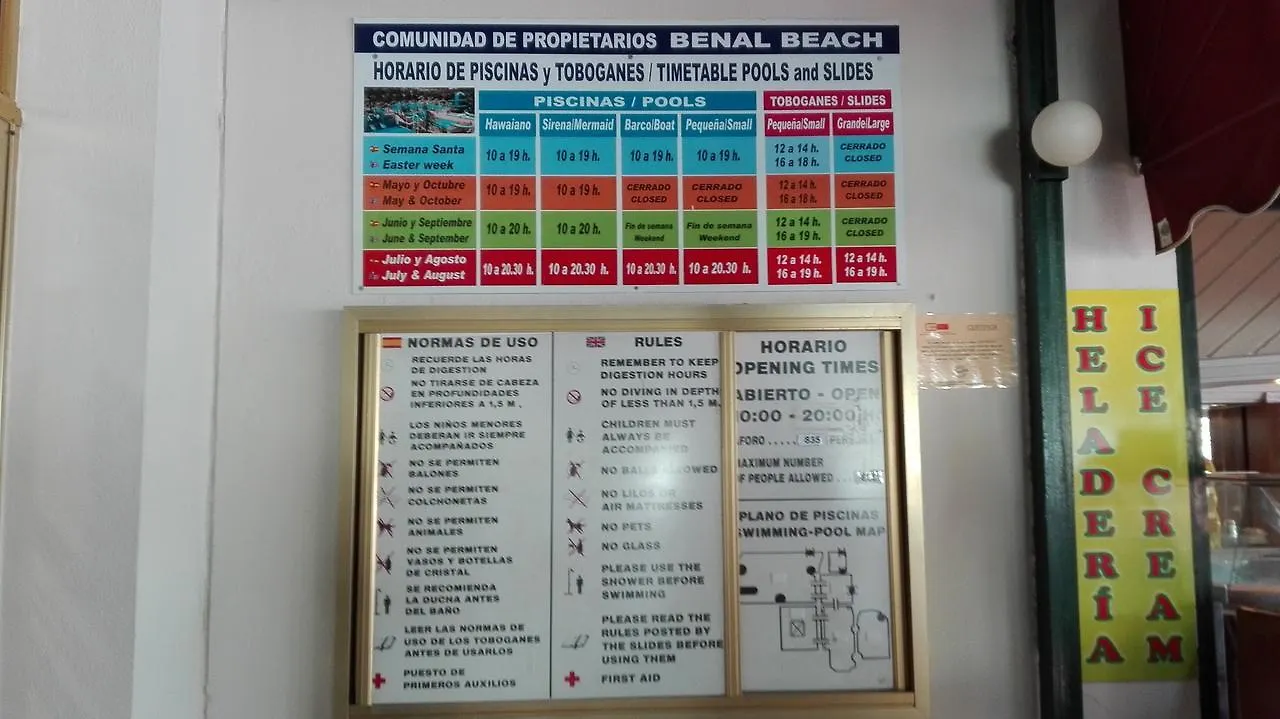 COMUNIDAD DE PROPIETARIOS BENAL BEACH
HORARIO DE PISCINAS y TOBOGANES / TIMETABLE POOLS and SLIDES
PISCINAS / POOLS
TOBOGANES / SLIDES
Hawaiano Sirena/Mermaid Barco/Boat Pequeña/Small Pequeña/Small Grande/Large
Semana Santa
Easter week
10 a 19 h. 10 a 19 h. 10 a 19 h. 10 a 19 h.
12 a 14 h.
16 a 18 h.
CERRADO
CLOSED
Mayo y Octubre
May & October
10 a 19 h. 10 a 19 h.
CERRADO
CLOSED
CERRADO
CLOSED
12 a 14 h.
16 a 18 h.
CERRADO
CLOSED
Junio y Septiembre
June & September
10 a 20 h. 10 a 20 h.
Fin de semana
Weekend
Fin de semana
Weekend
12 a 14 h.
16 a 19 h.
CERRADO
CLOSED
Julio y Agosto
July & August
10 a 20.30 h. 10 a 20.30 h. 10 a 20.30 h. 10 a 20.30 h.
12 a 14 h.
16 a 19 h.
12 a 14 h.
16 a 19 h.
NORMAS DE USO
RECUERDE LAS HORAS
DE DIGESTION
NO TIRARSE DE CABEZA
EN PROFUNDIDADES
INFERIORES A 1,5 M.
LOS NIÑOS MENORES
DEBERAN IR SIEMPRE
ACOMPAÑADOS
NO SE PERMITEN
BALONES
NO SE PERMITEN
COLCHONETAS
NO SE PERMITEN
ANIMALES
NO SE PERMITEN
VASOS Y BOTELLAS
DE CRISTAL
SE RECOMIENDA
LA DUCHA ANTES
DEL BAÑO
LEER LAS NORMAS DE
USO DE LOS TOBOGANES
ANTES DE USARLOS
PUESTO DE
PRIMEROS AUXILIOS
RULES
REMEMBER TO KEEP
DIGESTION HOURS
NO DIVING IN DEPTH
OF LESS THAN 1,5 M.
CHILDREN MUST
ALWAYS BE
ACCOMPANIED
NO BALLS ALLOWED
NO LILOS OR
AIR MATTRESSES
NO PETS
NO GLASS
PLEASE USE THE
SHOWER BEFORE
SWIMMING
PLEASE READ THE
RULES POSTED BY
THE SLIDES BEFORE
USING THEM
FIRST AID
HORARIO
OPENING TIMES
ABIERTO - OPEN
10:00 - 20:00 H
AFORO ..... 835
MAXIMUM NUMBER
OF PEOPLE ALLOWED ...
PLANO DE PISCINAS
SWIMMING-POOL MAP
HELADERÍA
ICE CREAM